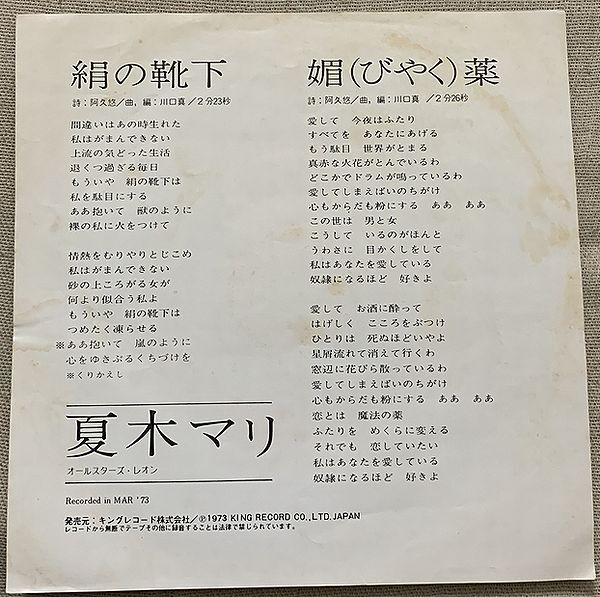 絹の靴下
詩：阿久悠／曲，編：川口真／2分23秒
間違いはあの時生れた
私はがまんできない
上流の気どった生活
退くつ過ぎる毎日
もういや　絹の靴下は
私を駄目にする
ああ抱いて　獣のように
裸の私に火をつけて
情熱をむりやりとじこめ
私はがまんできない
砂の上ころがる女が
何より似合う私よ
もういや　絹の靴下は
つめたく凍らせる
※ああ抱いて　嵐のように
心をゆさぶるくちづけを
※くりかえし
夏木マリ
オールスターズ・レオン
Recorded in MAR '73
発売元：キングレコード株式会社／Ⓟ1973 KING RECORD CO.,LTD.JAPAN
レコードから無断でテープその他に録音することは法律で禁じられています。
媚(びやく)薬
詩：阿久悠／曲，編：川口真／2分26秒
愛して　今夜はふたり
すべてを　あなたにあげる
もう駄目　世界がとまる
真赤な火花がとんでいるわ
どこかでドラムが鳴っているわ
愛してしまえばいのちがけ
心もからだも粉にする　ああ　ああ
この世は　男と女
こうして　いるのがほんと
うわさに　目かくしをして
私はあなたを愛している
奴隷になるほど　好きよ
愛して　お酒に酔って
はげしく　こころをぶつけ
ひとりは　死ぬほどいやよ
星屑流れて消えて行くわ
窓辺に花びら散っているわ
愛してしまえばいのちがけ
心もからだも粉にする　ああ　ああ
恋とは　魔法の薬
ふたりを　めくらに変える
それでも　恋していたい
私はあなたを愛している
奴隷になるほど　好きよ